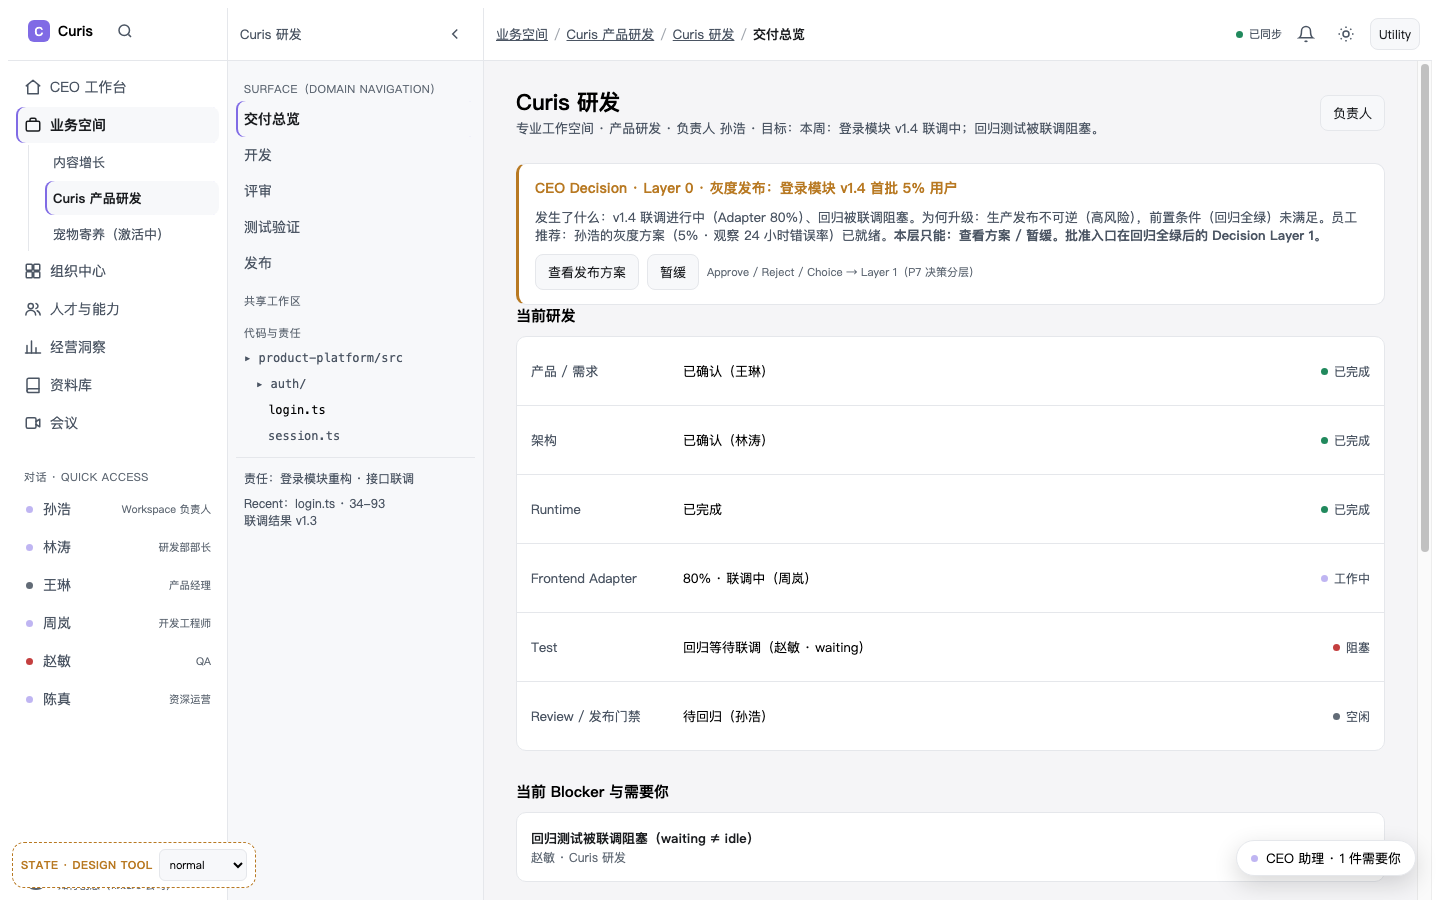 C Curis
CEO 工作台
业务空间
内容增长
Curis 产品研发
宠物寄养（激活中）
组织中心
人才与能力
经营洞察
资料库
会议
对话 · QUICK ACCESS
孙浩 Workspace 负责人
林涛 研发部部长
王琳 产品经理
周岚 开发工程师
赵敏 QA
陈真 资深运营
STATE · DESIGN TOOL normal
Curis 研发
SURFACE（DOMAIN NAVIGATION）
交付总览
开发
评审
测试验证
发布
共享工作区
代码与责任
▸ product-platform/src
▸ auth/
login.ts
session.ts
责任：登录模块重构 · 接口联调
Recent：login.ts · 34–93
联调结果 v1.3
业务空间 / Curis 产品研发 / Curis 研发 / 交付总览
已同步
Utility
Curis 研发
专业工作空间 · 产品研发 · 负责人 孙浩 · 目标：本周：登录模块 v1.4 联调中；回归测试被联调阻塞。
负责人
CEO Decision · Layer 0 · 灰度发布：登录模块 v1.4 首批 5% 用户
发生了什么：v1.4 联调进行中（Adapter 80%）、回归被联调阻塞。为何升级：生产发布不可逆（高风险），前置条件（回归全绿）未满足。员工
推荐：孙浩的灰度方案（5% · 观察 24 小时错误率）已就绪。本层只能：查看方案 / 暂缓。批准入口在回归全绿后的 Decision Layer 1。
查看发布方案 暂缓 Approve / Reject / Choice → Layer 1（P7 决策分层）
当前研发
产品 / 需求 已确认（王琳） 已完成
架构 已确认（林涛） 已完成
Runtime 已完成 已完成
Frontend Adapter 80% · 联调中（周岚） 工作中
Test 回归等待联调（赵敏 · waiting） 阻塞
Review / 发布门禁 待回归（孙浩） 空闲
当前 Blocker 与需要你
回归测试被联调阻塞（waiting ≠ idle）
赵敏 · Curis 研发
CEO 助理 · 1 件需要你